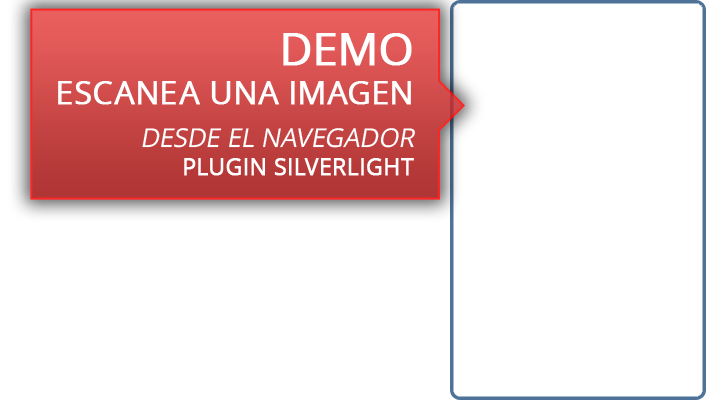 DEMO
ESCANEA UNA IMAGEN
DESDE EL NAVEGADOR
PLUGIN SILVERLIGHT